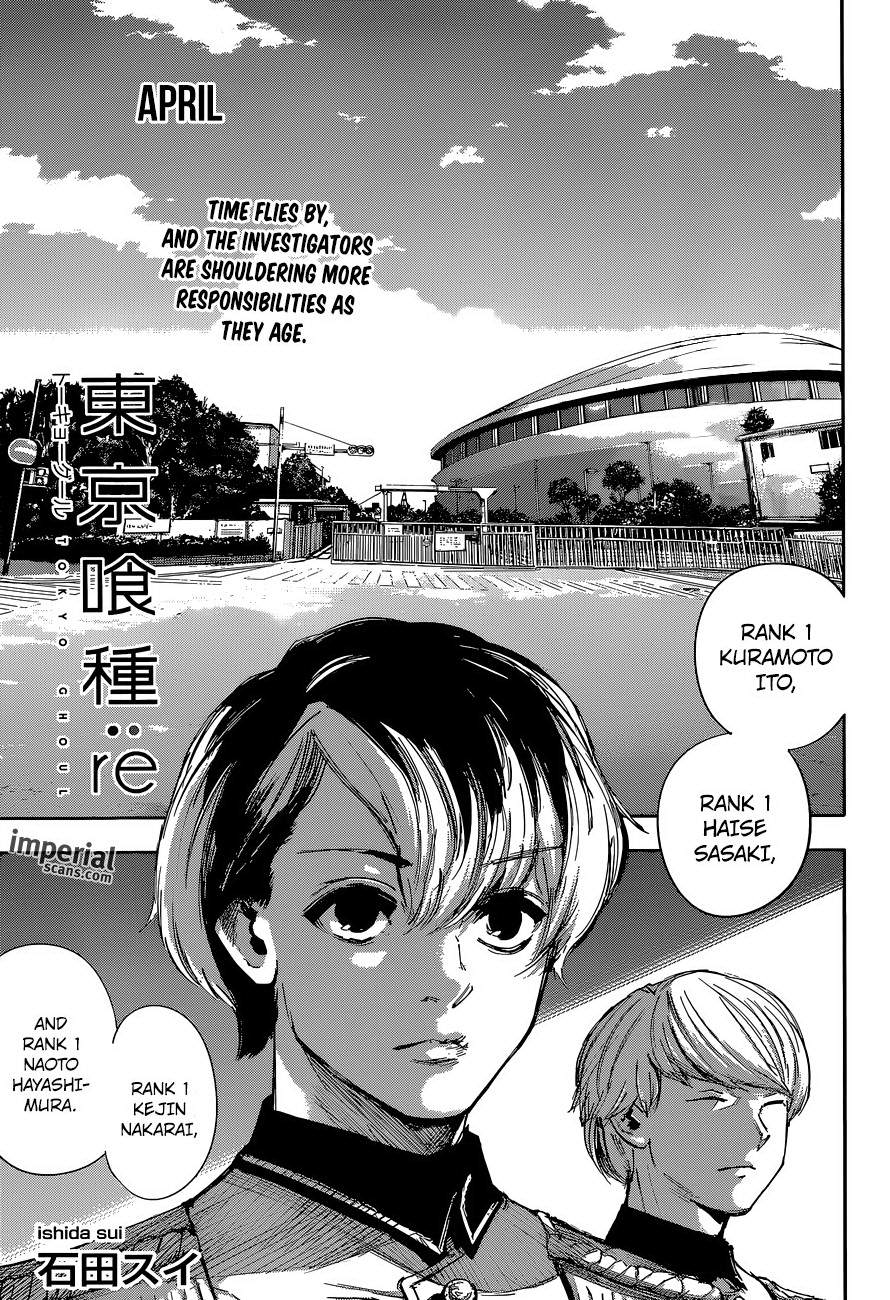 APRIL
TIME FLIES BY,
AND THE INVESTIGATORS
ARE SHOULDERING MORE
RESPONSIBILITIES AS
THEY AGE.
東京喰種
トーキョーグール
TOKYO GHOUL
:re
RANK 1
KURAMOTO
ITO,
RANK 1
HAISE
SASAKI,
imperial
scans.com
RANK 1
KEJIN
NAKARAI,
AND
RANK 1
NAOTO
HAYASHI-
MURA.
ishida sui
石田スイ